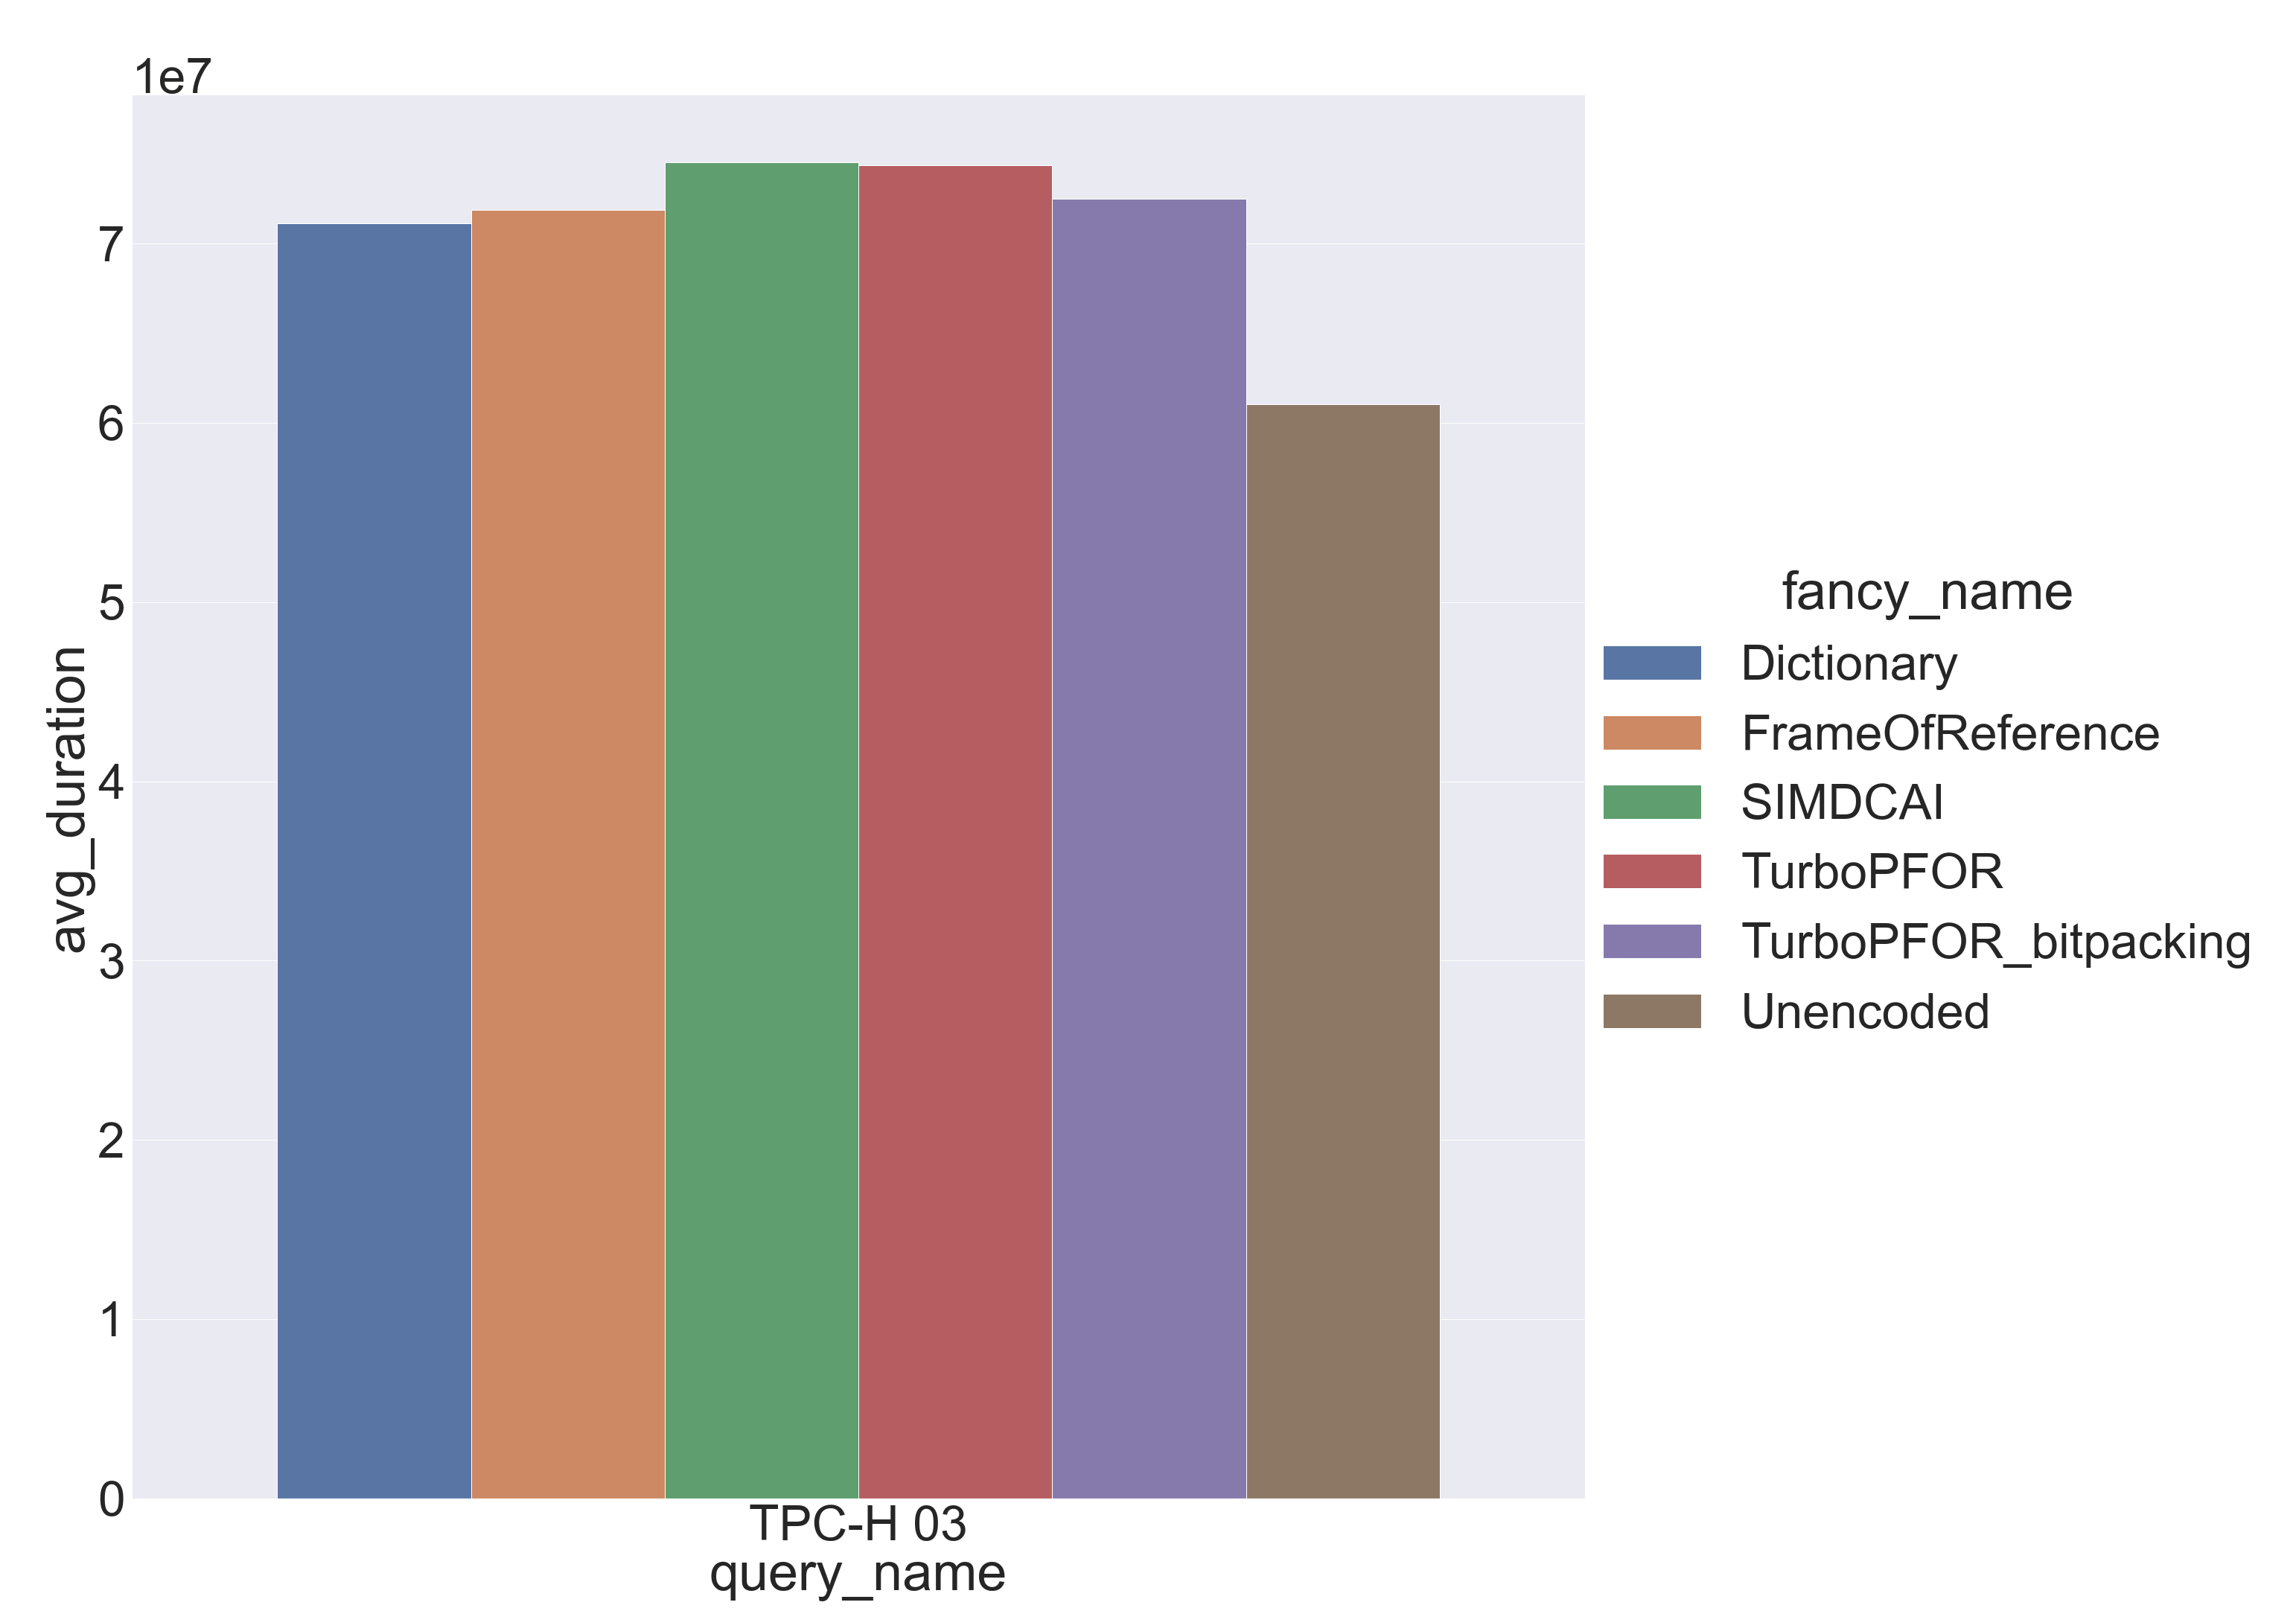 1e7
7
6
5
4
3
2
1
0
avg_duration
TPC-H 03
query_name
fancy_name
Dictionary
FrameOfReference
SIMDCAI
TurboPFOR
TurboPFOR_bitpacking
Unencoded